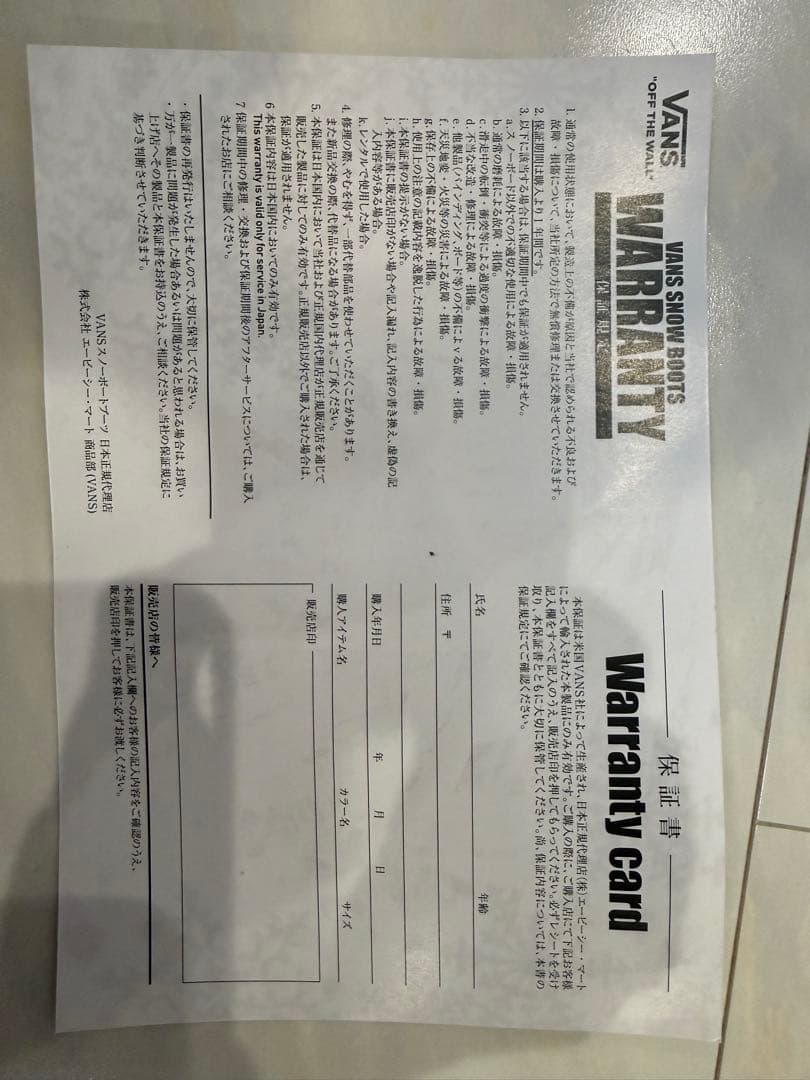 VANS
"OFF THE WALL"
VANS SNOW BOOTS
WARRANTY
保証規定
1. 通常の使用状態において、製造上の不備が原因と当社で認められる不良および
故障・損傷について、当社所定の方法で無償修理または交換させていただきます。
2. 保証期間は購入より1年間です。
3. 以下に該当する場合は、保証期間中でも保証が適用されません。
a. スノーボード以外での不適切な使用による故障・損傷。
b. 通常の磨耗による故障・損傷。
c. 滑走中の転倒・衝突等による過度の衝撃による故障・損傷。
d. 不当な改造・修理による故障・損傷。
e. 他製品(バインディング、ボード等)の不備による故障・損傷。
f. 天災地変・火災等の災害による故障・損傷。
g. 保存上の不備による故障・損傷。
h. 使用上の注意の記載内容を逸脱した行為による故障・損傷。
i. 本保証書の提示がない場合。
j. 本保証書に販売店印がない場合や記入漏れ、記入内容の書き換え、虚偽の記
入内容等がある場合。
k. レンタルで使用した場合。
4. 修理の際、やむを得ず、一部代替部品を使わせていただくことがあります。
また新品交換の際、代替品になる場合があります。ご了承ください。
5. 本保証は日本国内において当社および正規国内代理店が正規販売店を通じて
販売した製品に対してのみ有効です。正規販売店以外でご購入された場合は、
保証が適用されません。
6 本保証内容は日本国内においてのみ有効です。
This warranty is valid only for service in Japan.
7 保証期間中の修理・交換および保証期間後のアフターサービスについては、ご購入
されたお店にご相談ください。
・保証書の再発行はいたしませんので、大切に保管してください。
・万が一製品に問題が発生した場合あるいは問題があると思われる場合は、お買い
上げ店へその製品と本保証書をお持込のうえ、ご相談ください。当社の保証規定に
基づき判断させていただきます。
VANSスノーボードブーツ 日本正規代理店
株式会社 エービーシー・マート 商品部 (VANS)
保証書
Warranty card
本保証は米国VANS社によって生産され、日本正規代理店(株)エービーシー・マート
によって輸入された本製品にのみ有効です。ご購入の際に、ご購入店にて下記お客様
記入欄をすべて記入のうえ、販売店印を押してもらってください。必ずレシートを受け
取り、本保証書とともに大切に保管してください。尚、保証内容については、本書の
保証規定にてご確認ください。
氏名 年齢
住所 〒
購入年月日 年 月 日
購入アイテム名 カラー名 サイズ
販売店印
販売店の皆様へ
本保証書は、下記記入欄へのお客様の記入内容をご確認のうえ、
販売店印を押してお客様に必ずお渡しください。